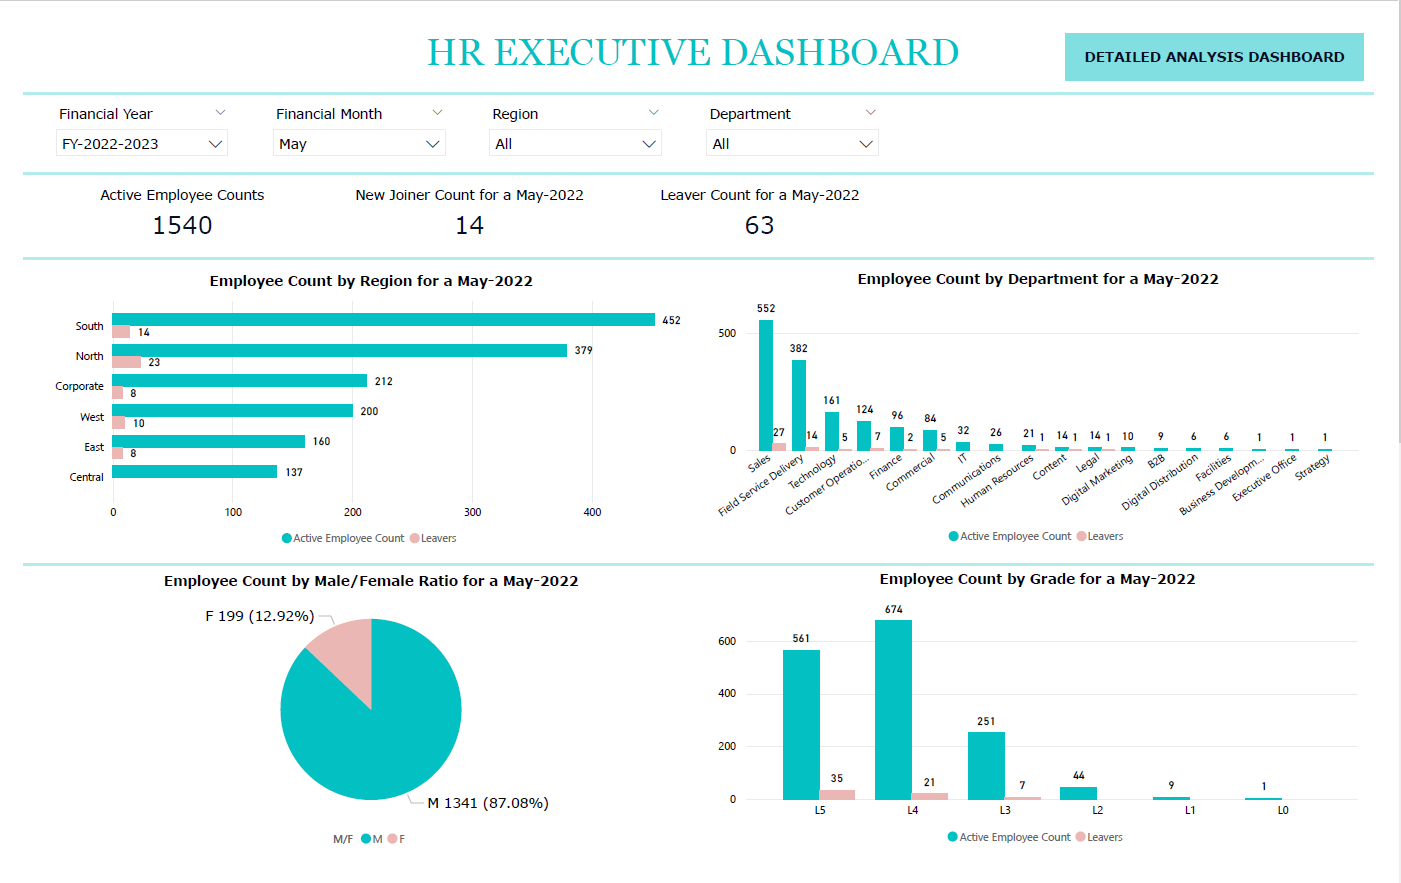 HR EXECUTIVE DASHBOARD
DETAILED ANALYSIS DASHBOARD
Financial Year
Financial Month
Region
Department
FY-2022-2023
May
All
All
Active Employee Counts
New Joiner Count for a May-2022
Leaver Count for a May-2022
1540
14
63
Employee Count by Region for a May-2022
South
452
14
North
379
23
Corporate
212
8
West
200
10
East
160
8
Central
137
0
100
200
300
400
Active Employee Count
Leavers
Employee Count by Department for a May-2022
500
0
552
27
382
14
161
5
124
7
96
2
84
5
32
26
21
1
14
1
14
1
10
9
6
6
1
1
1
Sales
Field Service Delivery
Technology
Customer Operatio...
Finance
Commercial
IT
Communications
Human Resources
Content
Legal
Digital Marketing
B2B
Digital Distribution
Facilities
Business Developm...
Executive Office
Strategy
Active Employee Count
Leavers
Employee Count by Male/Female Ratio for a May-2022
F 199 (12.92%)
M 1341 (87.08%)
M/F
M
F
Employee Count by Grade for a May-2022
600
400
200
0
561
35
674
21
251
7
44
9
1
L5
L4
L3
L2
L1
L0
Active Employee Count
Leavers